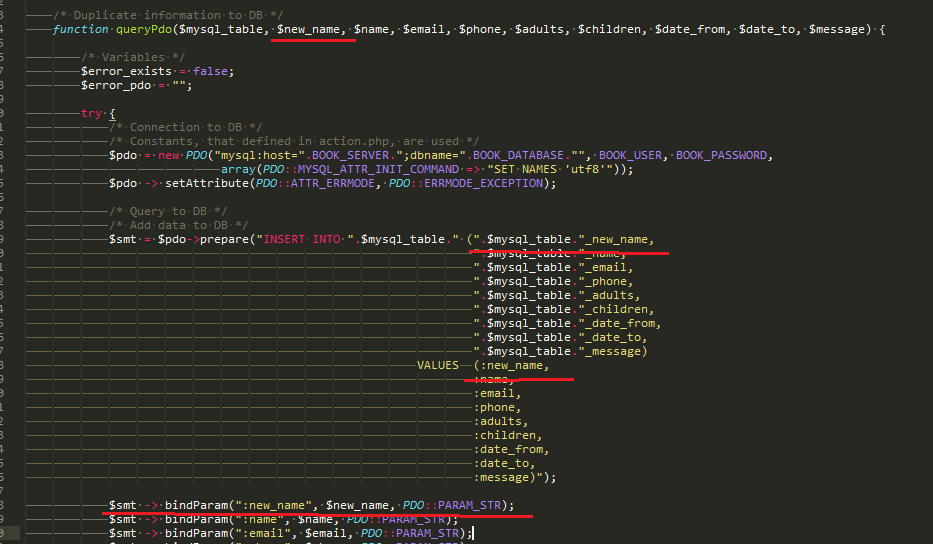 /* Duplicate information to DB */
function queryPdo($mysql_table, $new_name, $name, $email, $phone, $adults, $children, $date_from, $date_to, $message) {
/* Variables */
$error_exists = false;
$error_pdo = "";
try {
/* Connection to DB */
/* Constants, that defined in action.php, are used */
$pdo = new PDO("mysql:host=".BOOK_SERVER.";dbname=".BOOK_DATABASE."", BOOK_USER, BOOK_PASSWORD,
array(PDO::MYSQL_ATTR_INIT_COMMAND => "SET NAMES 'utf8'"));
$pdo -> setAttribute(PDO::ATTR_ERRMODE, PDO::ERRMODE_EXCEPTION);
/* Query to DB */
/* Add data to DB */
$smt = $pdo->prepare("INSERT INTO ".$mysql_table." (".$mysql_table."_new_name,
".$mysql_table."_name,
".$mysql_table."_email,
".$mysql_table."_phone,
".$mysql_table."_adults,
".$mysql_table."_children,
".$mysql_table."_date_from,
".$mysql_table."_date_to,
".$mysql_table."_message)
VALUES (:new_name,
:name,
:email,
:phone,
:adults,
:children,
:date_from,
:date_to,
:message)");
$smt -> bindParam(":new_name", $new_name, PDO::PARAM_STR);
$smt -> bindParam(":name", $name, PDO::PARAM_STR);
$smt -> bindParam(":email", $email, PDO::PARAM_STR);